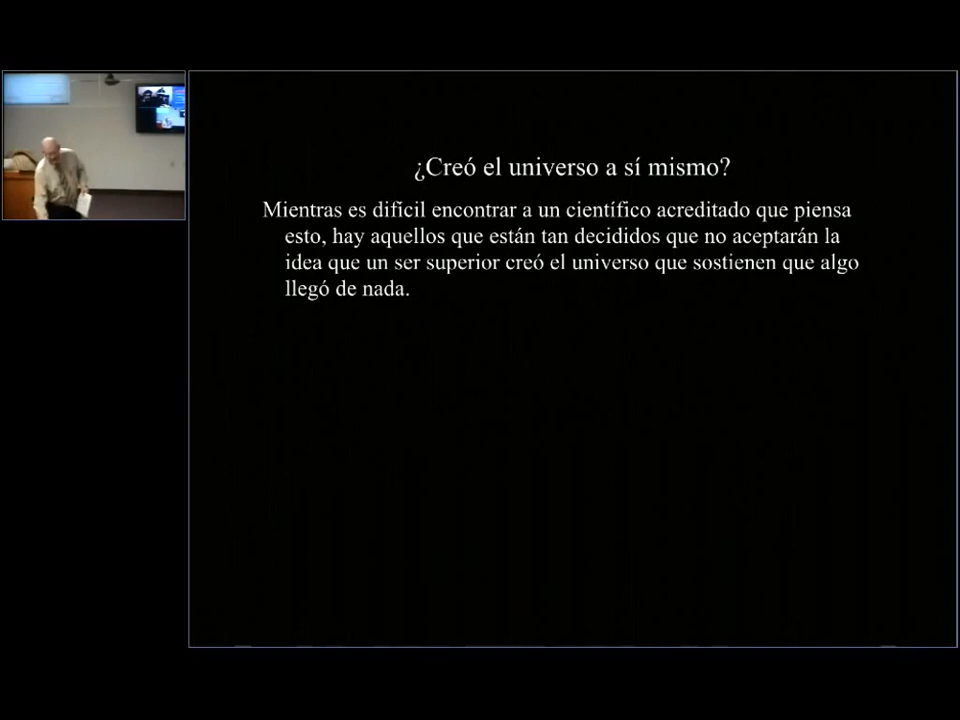 ¿Creó el universo a sí mismo?
Mientras es difícil encontrar a un científico acreditado que piensa
esto, hay aquellos que están tan decididos que no aceptarán la
idea que un ser superior creó el universo que sostienen que algo
llegó de nada.